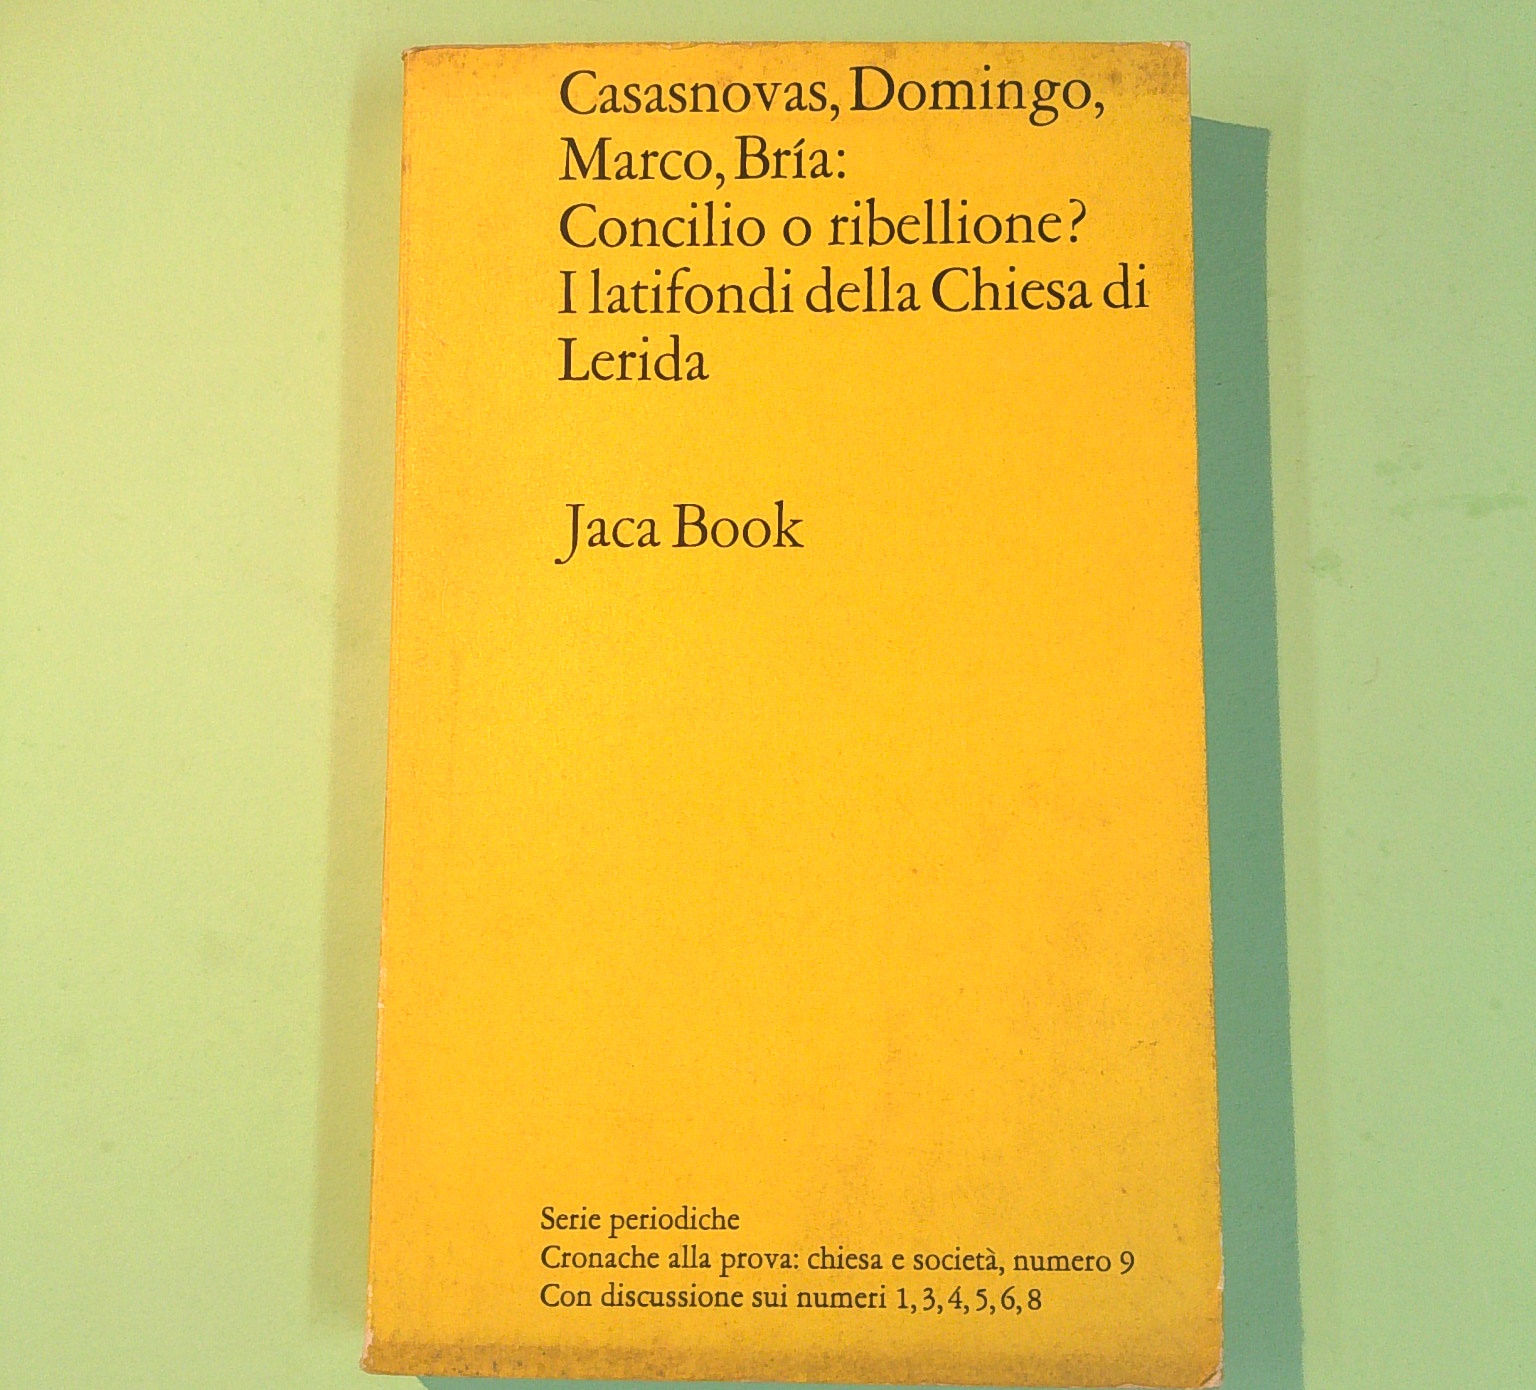 Casasnovas, Domingo,
Marco, Bría:
Concilio o ribellione?
I latifondi della Chiesa di
Lerida
Jaca Book
Serie periodiche
Cronache alla prova: chiesa e società, numero 9
Con discussione sui numeri 1, 3, 4, 5, 6, 8